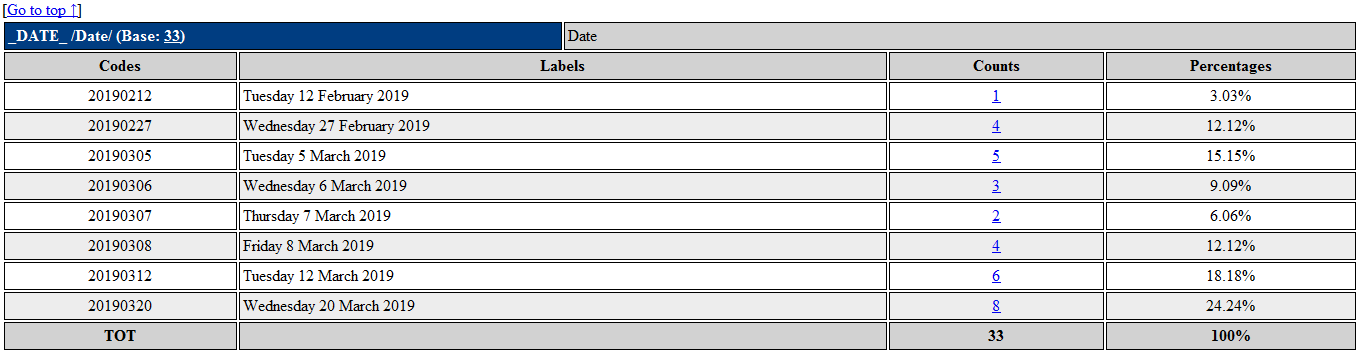 [Go to top ↑]
_DATE_ /Date/ (Base: 33) Date
Codes Labels Counts Percentages
20190212 Tuesday 12 February 2019 1 3.03%
20190227 Wednesday 27 February 2019 4 12.12%
20190305 Tuesday 5 March 2019 5 15.15%
20190306 Wednesday 6 March 2019 3 9.09%
20190307 Thursday 7 March 2019 2 6.06%
20190308 Friday 8 March 2019 4 12.12%
20190312 Tuesday 12 March 2019 6 18.18%
20190320 Wednesday 20 March 2019 8 24.24%
TOT 33 100%